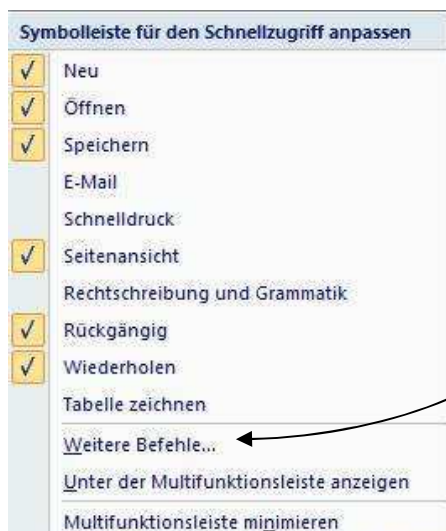 Symbolleiste für den Schnellzugriff anpassen
Neu
Öffnen
Speichern
E-Mail
Schnelldruck
Seitenansicht
Rechtschreibung und Grammatik
Rückgängig
Wiederholen
Tabelle zeichnen
Weitere Befehle...
Unter der Multifunktionsleiste anzeigen
Multifunktionsleiste minimieren